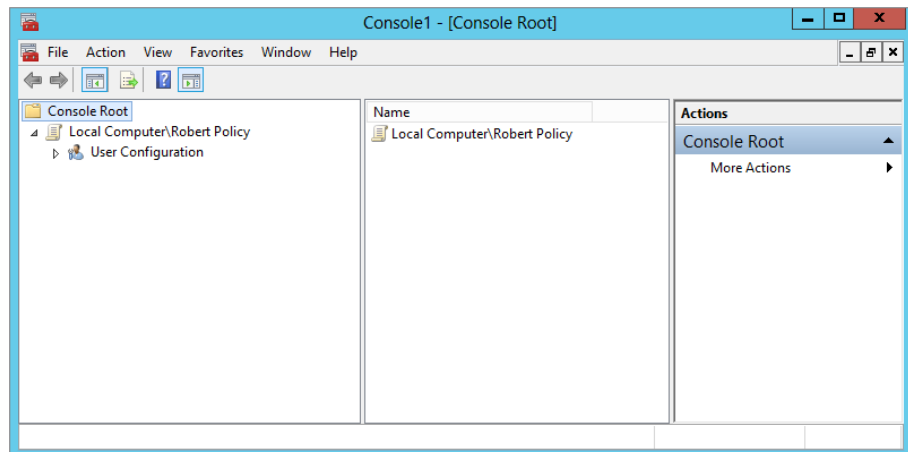 Console1 - [Console Root]
File Action View Favorites Window Help
Console Root
Local Computer\Robert Policy
User Configuration
Name
Local Computer\Robert Policy
Actions
Console Root
More Actions